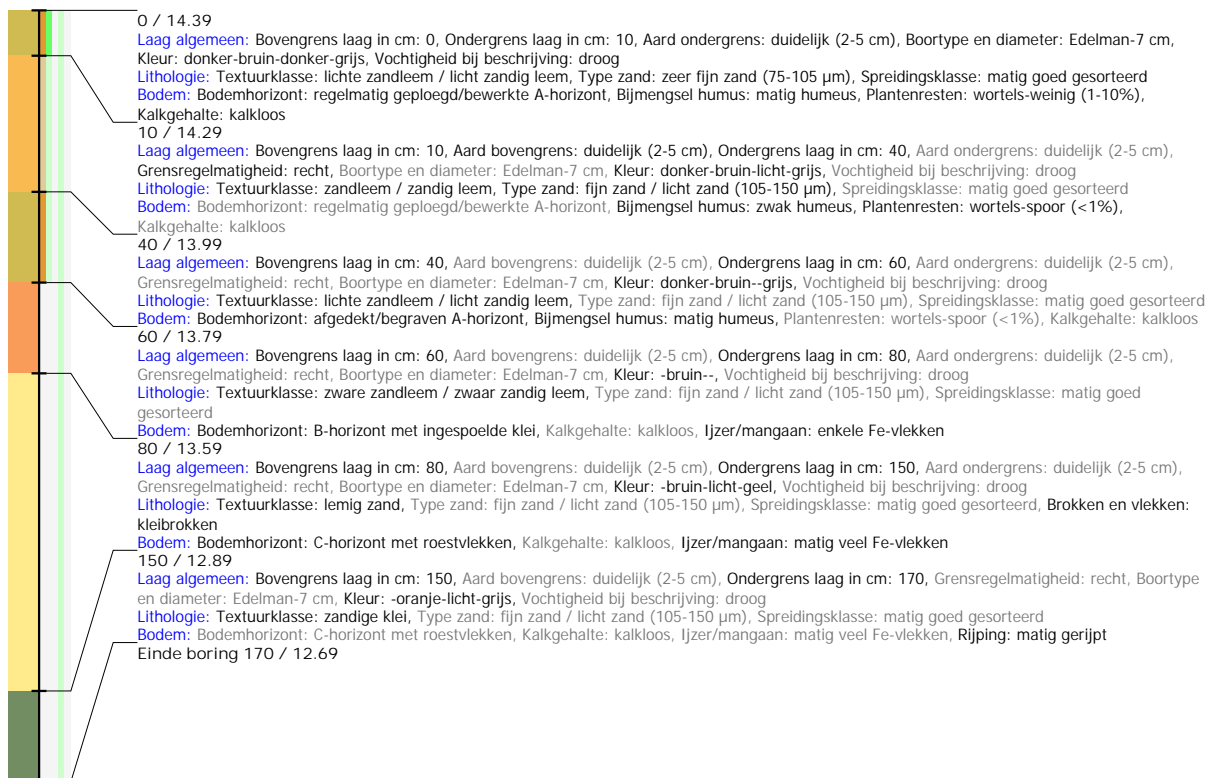 0 / 14.39
Laag algemeen: Bovengrens laag in cm: 0, Ondergrens laag in cm: 10, Aard ondergrens: duidelijk (2-5 cm), Boortype en diameter: Edelman-7 cm,
Kleur: donker-bruin-donker-grijs, Vochtigheid bij beschrijving: droog
Lithologie: Textuurklasse: lichte zandleem / licht zandig leem, Type zand: zeer fijn zand (75-105 µm), Spreidingsklasse: matig goed gesorteerd
Bodem: Bodemhorizont: regelmatig geploegd/bewerkte A-horizont, Bijmengsel humus: matig humeus, Plantenresten: wortels-weinig (1-10%),
Kalkgehalte: kalkloos
10 / 14.29
Laag algemeen: Bovengrens laag in cm: 10, Aard bovengrens: duidelijk (2-5 cm), Ondergrens laag in cm: 40, Aard ondergrens: duidelijk (2-5 cm),
Grensregelmatigheid: recht, Boortype en diameter: Edelman-7 cm, Kleur: donker-bruin-licht-grijs, Vochtigheid bij beschrijving: droog
Lithologie: Textuurklasse: zandleem / zandig leem, Type zand: fijn zand / licht zand (105-150 µm), Spreidingsklasse: matig goed gesorteerd
Bodem: Bodemhorizont: regelmatig geploegd/bewerkte A-horizont, Bijmengsel humus: zwak humeus, Plantenresten: wortels-spoor (<1%),
Kalkgehalte: kalkloos
40 / 13.99
Laag algemeen: Bovengrens laag in cm: 40, Aard bovengrens: duidelijk (2-5 cm), Ondergrens laag in cm: 60, Aard ondergrens: duidelijk (2-5 cm),
Grensregelmatigheid: recht, Boortype en diameter: Edelman-7 cm, Kleur: donker-bruin--grijs, Vochtigheid bij beschrijving: droog
Lithologie: Textuurklasse: lichte zandleem / licht zandig leem, Type zand: fijn zand / licht zand (105-150 µm), Spreidingsklasse: matig goed gesorteerd
Bodem: Bodemhorizont: afgedekt/begraven A-horizont, Bijmengsel humus: matig humeus, Plantenresten: wortels-spoor (<1%), Kalkgehalte: kalkloos
60 / 13.79
Laag algemeen: Bovengrens laag in cm: 60, Aard bovengrens: duidelijk (2-5 cm), Ondergrens laag in cm: 80, Aard ondergrens: duidelijk (2-5 cm),
Grensregelmatigheid: recht, Boortype en diameter: Edelman-7 cm, Kleur: -bruin--, Vochtigheid bij beschrijving: droog
Lithologie: Textuurklasse: zware zandleem / zwaar zandig leem, Type zand: fijn zand / licht zand (105-150 µm), Spreidingsklasse: matig goed
gesorteerd
Bodem: Bodemhorizont: B-horizont met ingespoelde klei, Kalkgehalte: kalkloos, Ijzer/mangaan: enkele Fe-vlekken
80 / 13.59
Laag algemeen: Bovengrens laag in cm: 80, Aard bovengrens: duidelijk (2-5 cm), Ondergrens laag in cm: 150, Aard ondergrens: duidelijk (2-5 cm),
Grensregelmatigheid: recht, Boortype en diameter: Edelman-7 cm, Kleur: -bruin-licht-geel, Vochtigheid bij beschrijving: droog
Lithologie: Textuurklasse: lemig zand, Type zand: fijn zand / licht zand (105-150 µm), Spreidingsklasse: matig goed gesorteerd, Brokken en vlekken:
kleibrokken
Bodem: Bodemhorizont: C-horizont met roestvlekken, Kalkgehalte: kalkloos, Ijzer/mangaan: matig veel Fe-vlekken
150 / 12.89
Laag algemeen: Bovengrens laag in cm: 150, Aard bovengrens: duidelijk (2-5 cm), Ondergrens laag in cm: 170, Grensregelmatigheid: recht, Boortype
en diameter: Edelman-7 cm, Kleur: -oranje-licht-grijs, Vochtigheid bij beschrijving: droog
Lithologie: Textuurklasse: zandige klei, Type zand: fijn zand / licht zand (105-150 µm), Spreidingsklasse: matig goed gesorteerd
Bodem: Bodemhorizont: C-horizont met roestvlekken, Kalkgehalte: kalkloos, Ijzer/mangaan: matig veel Fe-vlekken, Rijping: matig gerijpt
Einde boring 170 / 12.69